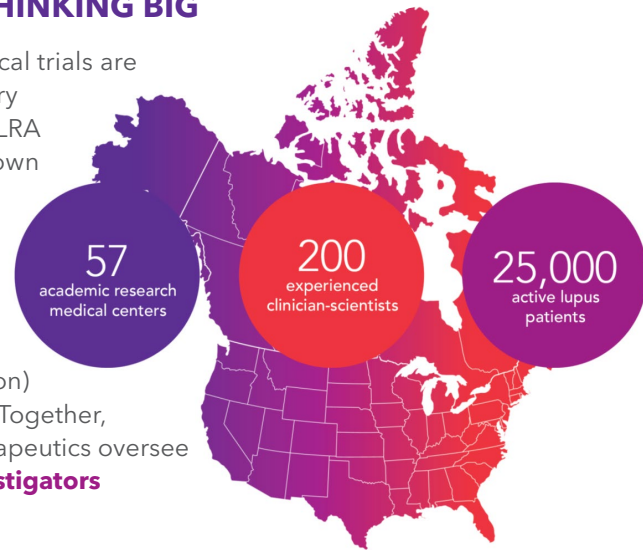 HINKING BIG
cal trials are
ry
LRA
own
57
academic research
medical centers
200
experienced
clinician-scientists
25,000
active lupus
patients
on)
Together,
apeutics oversee
stigators